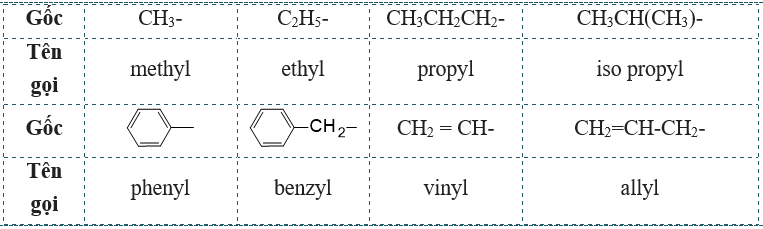 Gốc CH3- C₂H₅- CH₃CH₂CH₂- CH₃CH(CH₃)-
Tên gọi methyl ethyl propyl iso propyl
Gốc –CH₂– CH₂ = CH- CH₂=CH-CH₂-
Tên gọi phenyl benzyl vinyl allyl